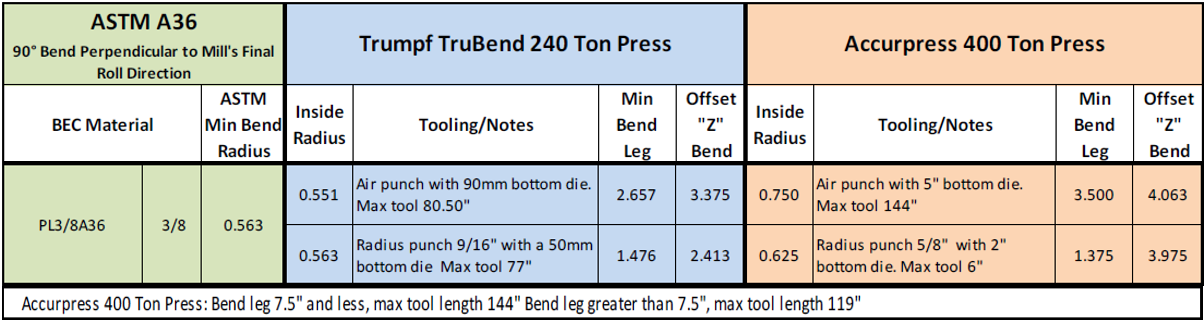 ASTM A36
90° Bend Perpendicular to Mill's Final
Roll Direction
Trumpf TruBend 240 Ton Press
Accurpress 400 Ton Press
BEC Material
ASTM
Min Bend
Radius
Inside
Radius
Tooling/Notes
Min
Bend
Leg
Offset
"Z"
Bend
Inside
Radius
Tooling/Notes
Min
Bend
Leg
Offset
"Z"
Bend
PL3/8A36
3/8
0.563
0.551
Air punch with 90mm bottom die.
Max tool 80.50"
2.657
3.375
0.750
Air punch with 5" bottom die.
Max tool 144"
3.500
4.063
0.563
Radius punch 9/16" with a 50mm
bottom die  Max tool 77"
1.476
2.413
0.625
Radius punch 5/8"  with 2"
bottom die. Max tool 6"
1.375
3.975
Accurpress 400 Ton Press: Bend leg 7.5" and less, max tool length 144" Bend leg greater than 7.5", max tool length 119"